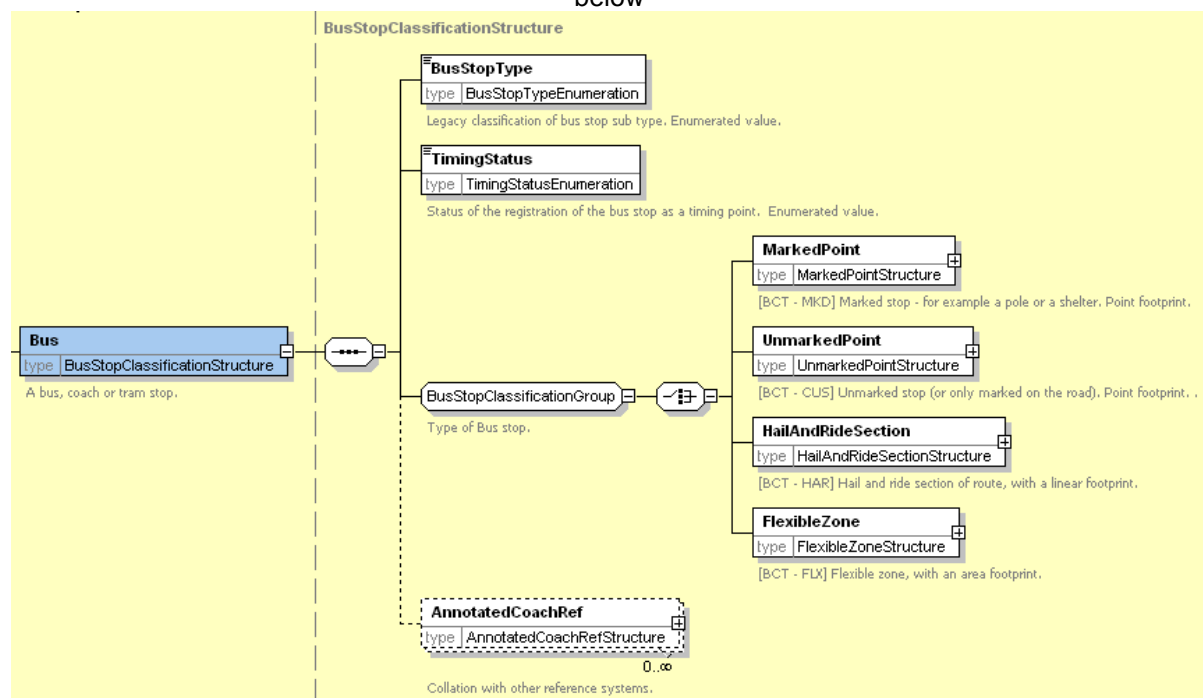 below
BusStopClassificationStructure
BusStopType
type BusStopTypeEnumeration
Legacy classification of bus stop sub type. Enumerated value.
TimingStatus
type TimingStatusEnumeration
Status of the registration of the bus stop as a timing point. Enumerated value.
MarkedPoint
type MarkedPointStructure
[BCT - MKD] Marked stop - for example a pole or a shelter. Point footprint.
Bus
type BusStopClassificationStructure
A bus, coach or tram stop.
UnmarkedPoint
type UnmarkedPointStructure
[BCT - CUS] Unmarked stop (or only marked on the road). Point footprint. .
BusStopClassificationGroup
Type of Bus stop.
HailAndRideSection
type HailAndRideSectionStructure
[BCT - HAR] Hail and ride section of route, with a linear footprint.
FlexibleZone
type FlexibleZoneStructure
[BCT - FLX] Flexible zone, with an area footprint.
AnnotatedCoachRef
type AnnotatedCoachRefStructure
0..∞
Collation with other reference systems.